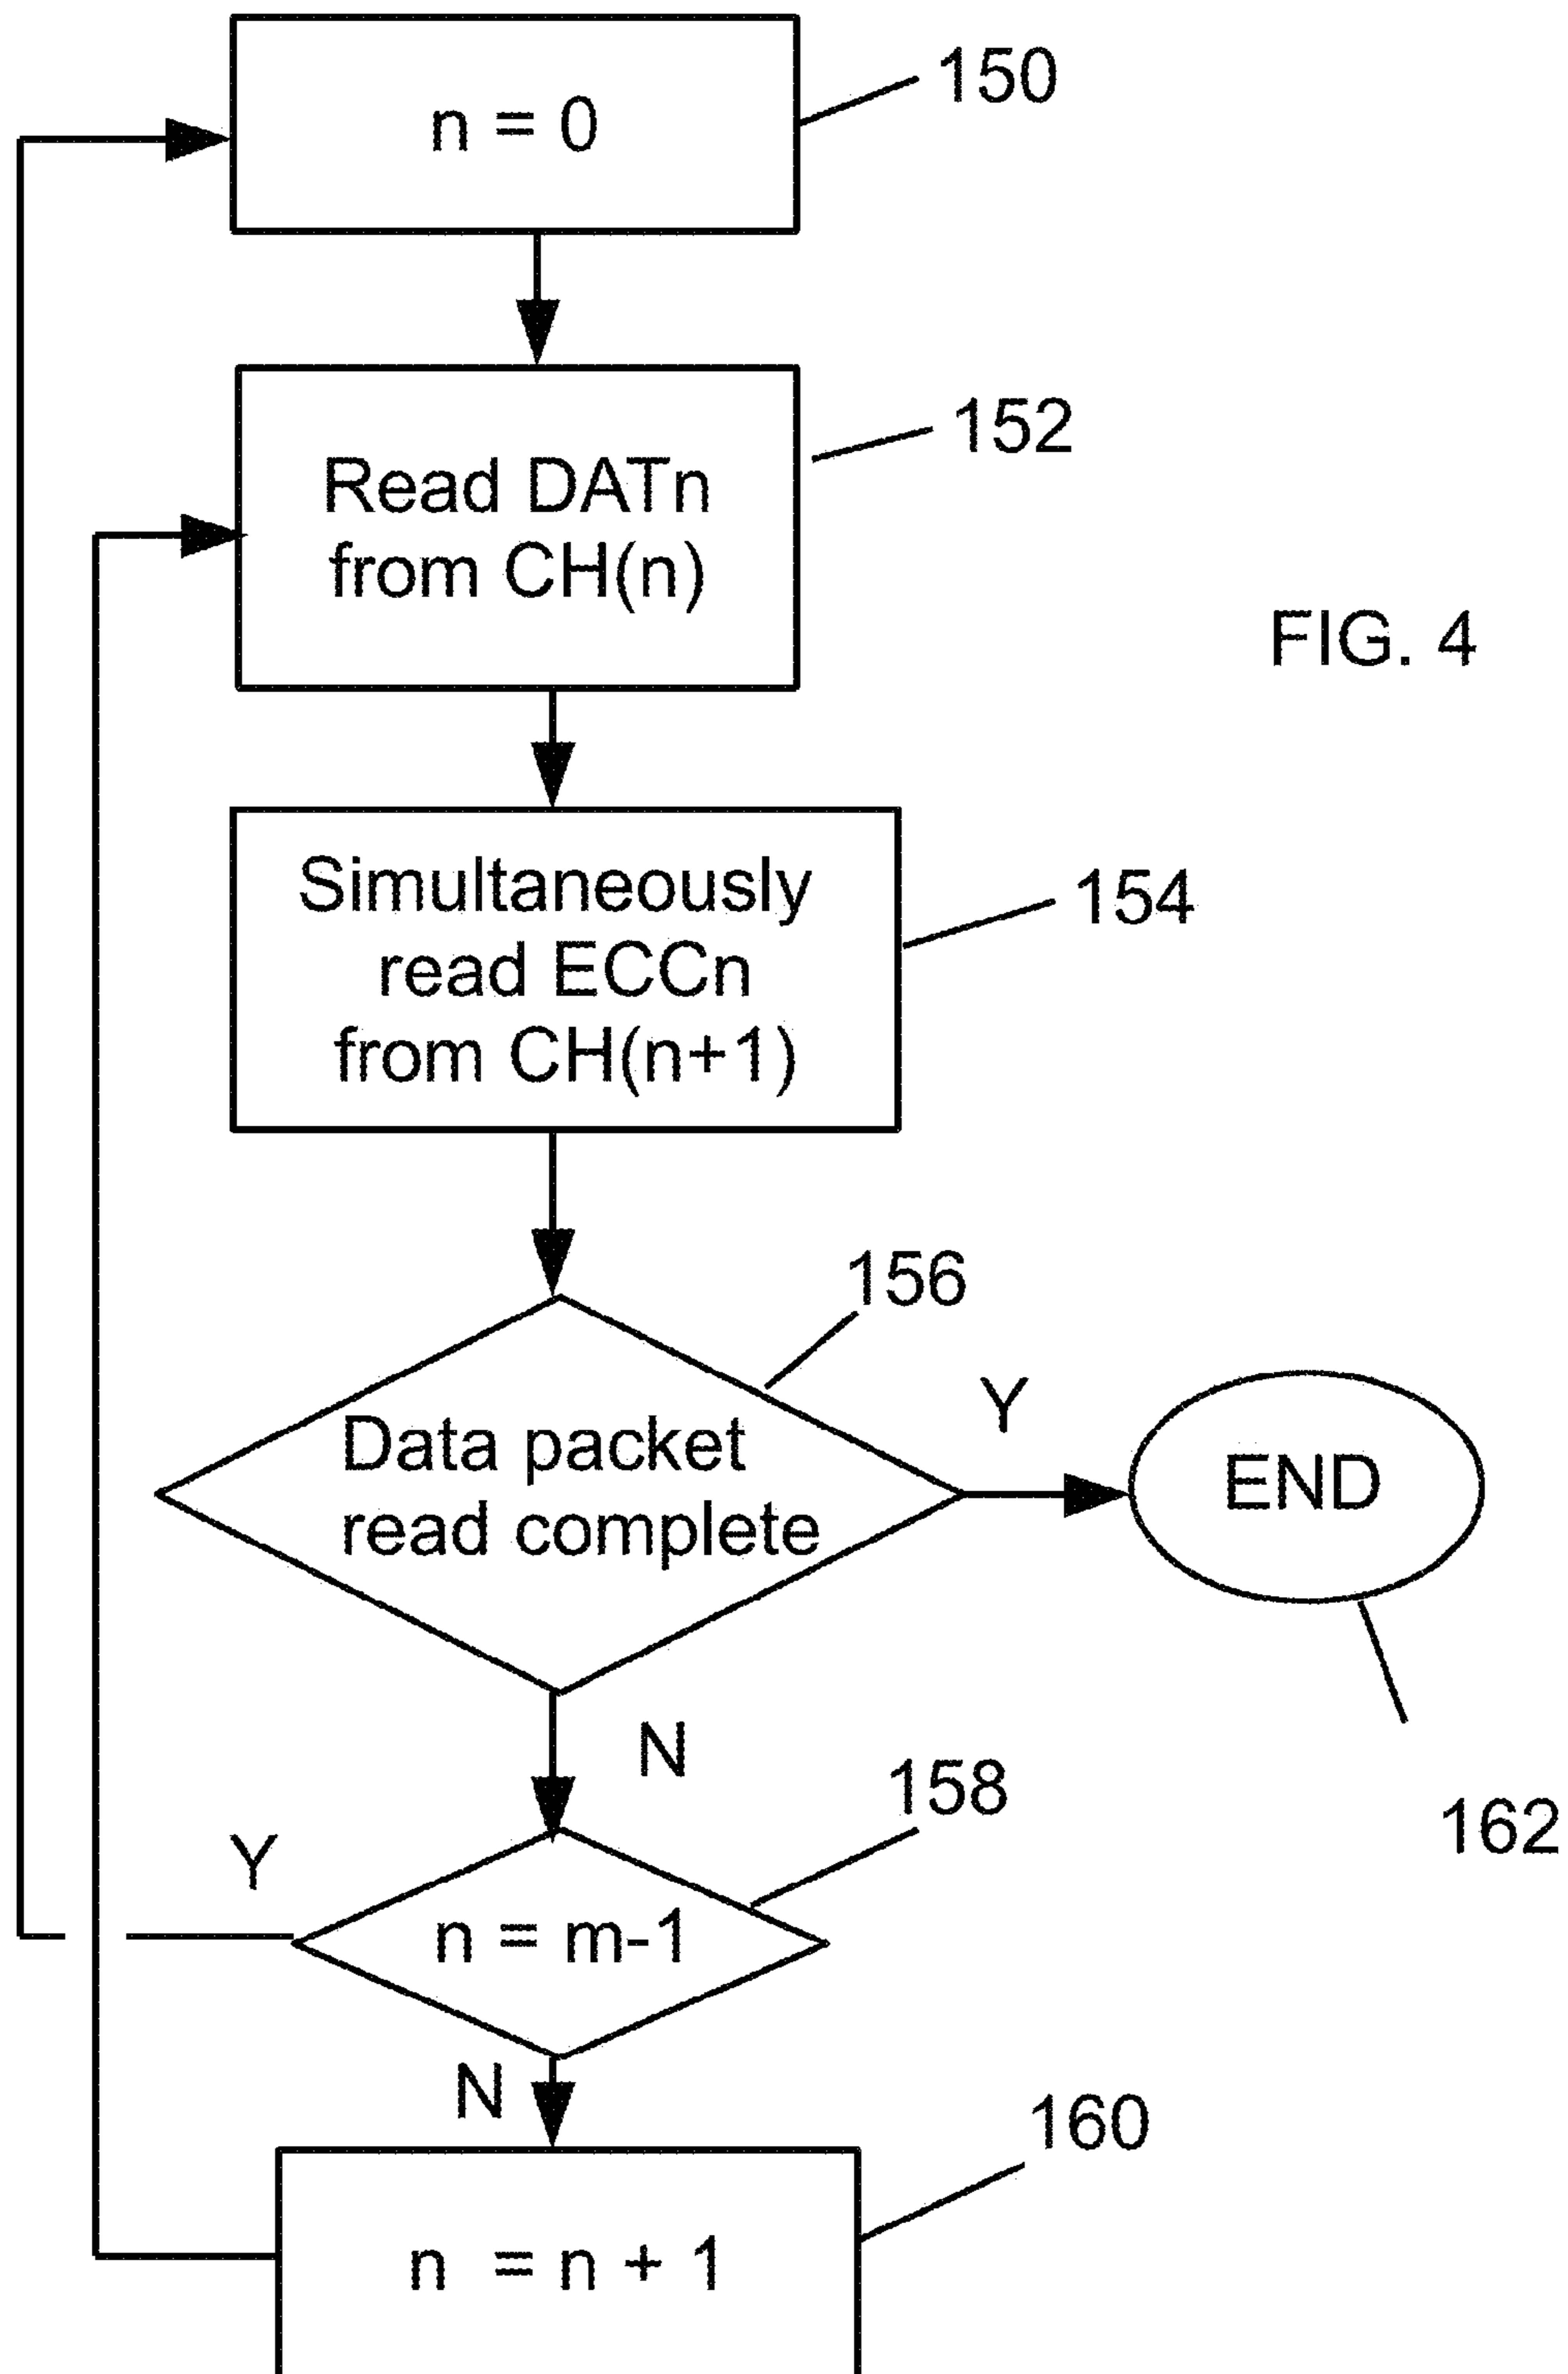 n = 0
150
Read DATn
from CH(n)
152
FIG. 4
Simultaneously
read ECCn
from CH(n+1)
154
156
Data packet
read complete
Y
END
N
158
162
Y
n = m-1
N
160
n = n + 1